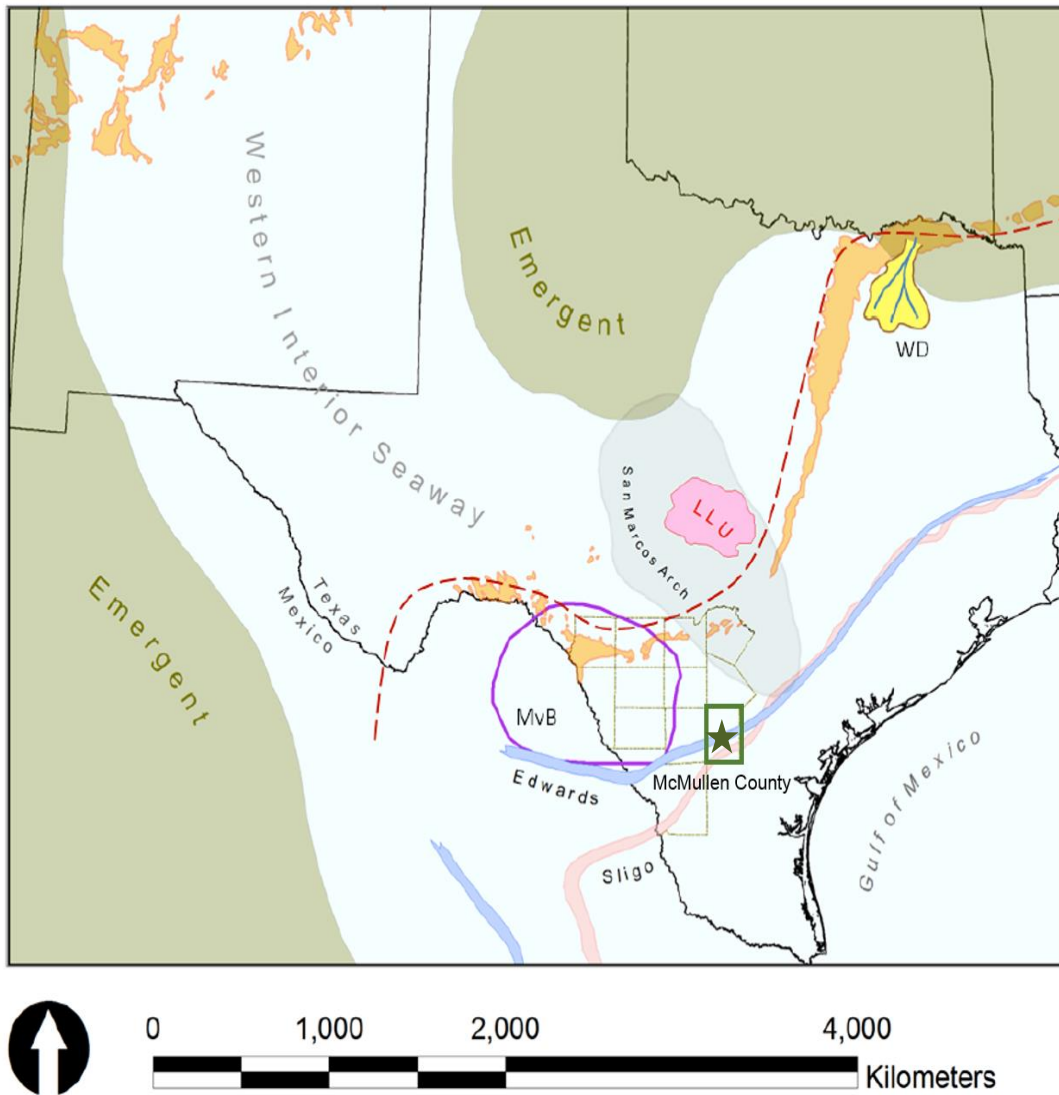 Western Interior Seaway
Emergent
WD
San Marcos Arch
LLU
Texas
Mexico
Emergent
MvB
Edwards
McMullen County
Sligo
Gulf of Mexico
0 1,000 2,000 4,000
Kilometers